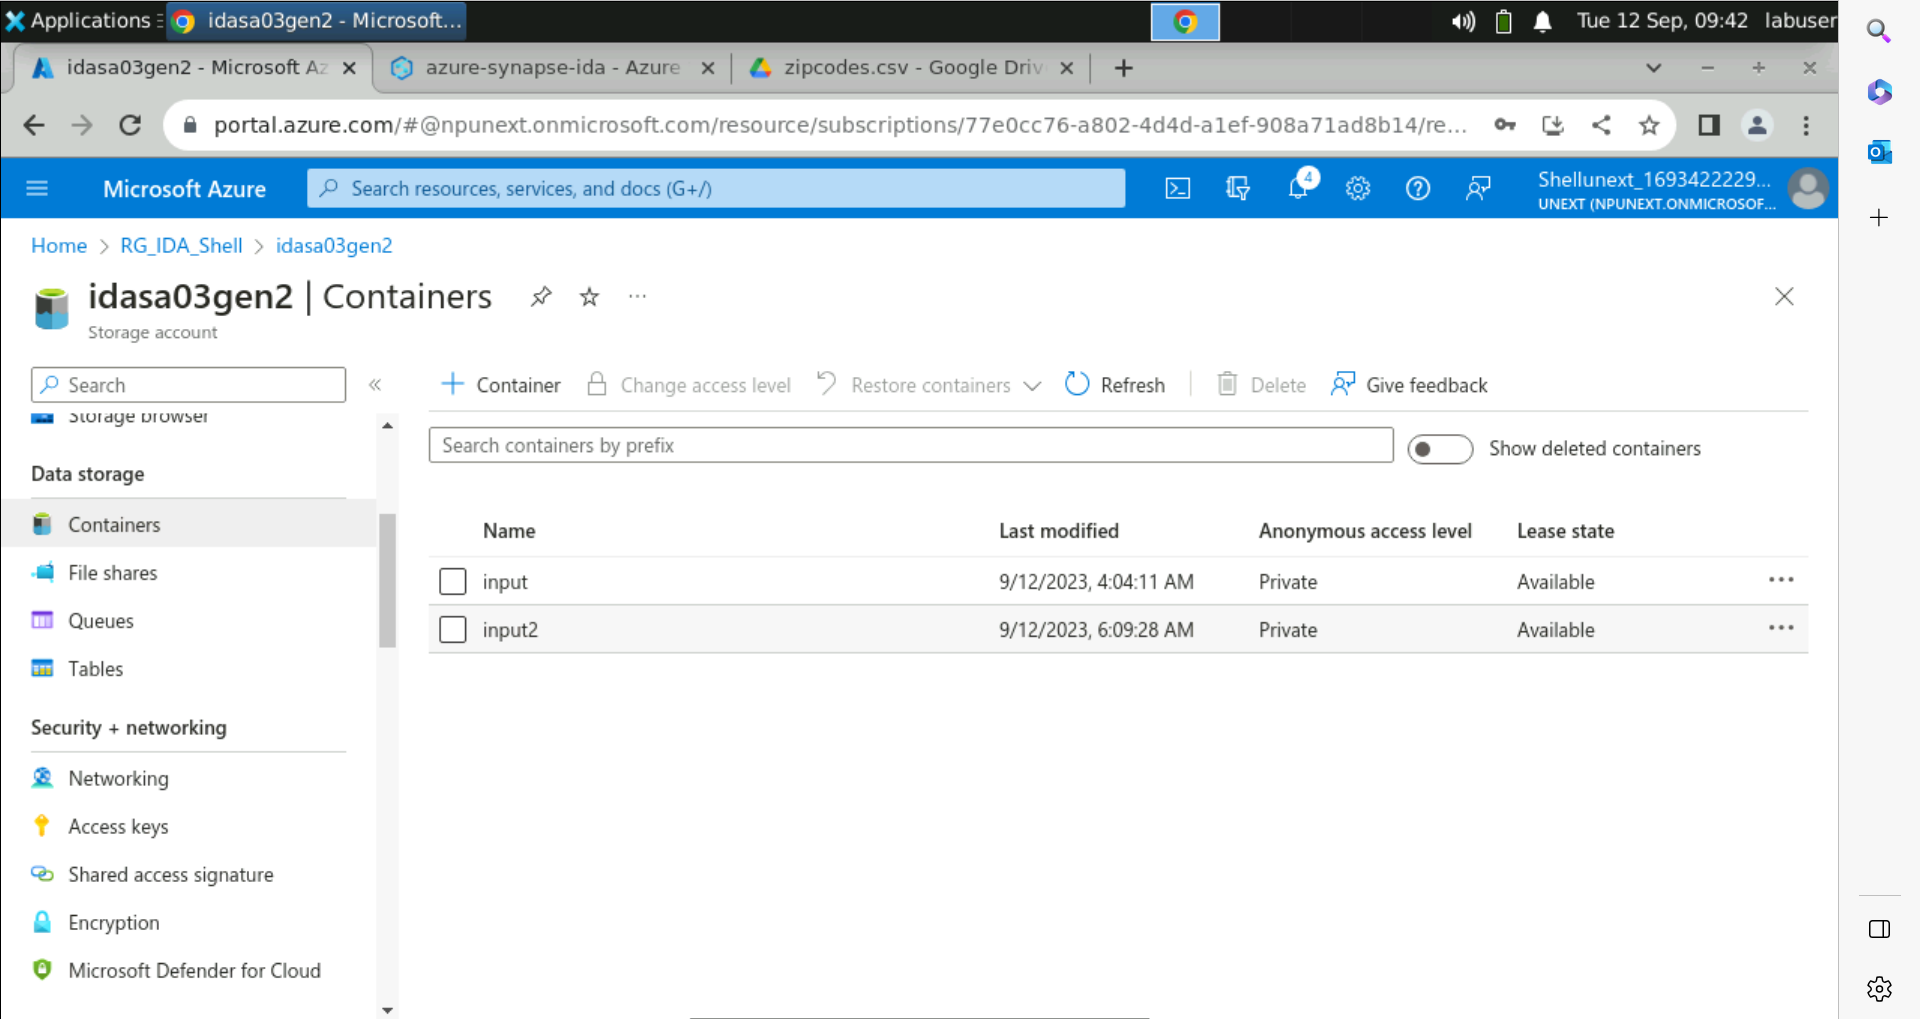 Applications
idasa03gen2 - Microsoft...
Tue 12 Sep, 09:42
labuser
idasa03gen2 - Microsoft Az
azure-synapse-ida - Azure
zipcodes.csv - Google Driv
portal.azure.com/#@npunext.onmicrosoft.com/resource/subscriptions/77e0cc76-a802-4d4d-a1ef-908a71ad8b14/re...
Microsoft Azure
Search resources, services, and docs (G+/)
4
Shellunext_1693422229...
UNEXT (NPUNEXT.ONMICROSOF...
Home > RG_IDA_Shell > idasa03gen2
idasa03gen2 | Containers
Storage account
Search
Container
Change access level
Restore containers
Refresh
Delete
Give feedback
Storage browser
Search containers by prefix
Show deleted containers
Data storage
Containers
File shares
Queues
Tables
Security + networking
Networking
Access keys
Shared access signature
Encryption
Microsoft Defender for Cloud
Name Last modified Anonymous access level Lease state
input 9/12/2023, 4:04:11 AM Private Available
input2 9/12/2023, 6:09:28 AM Private Available